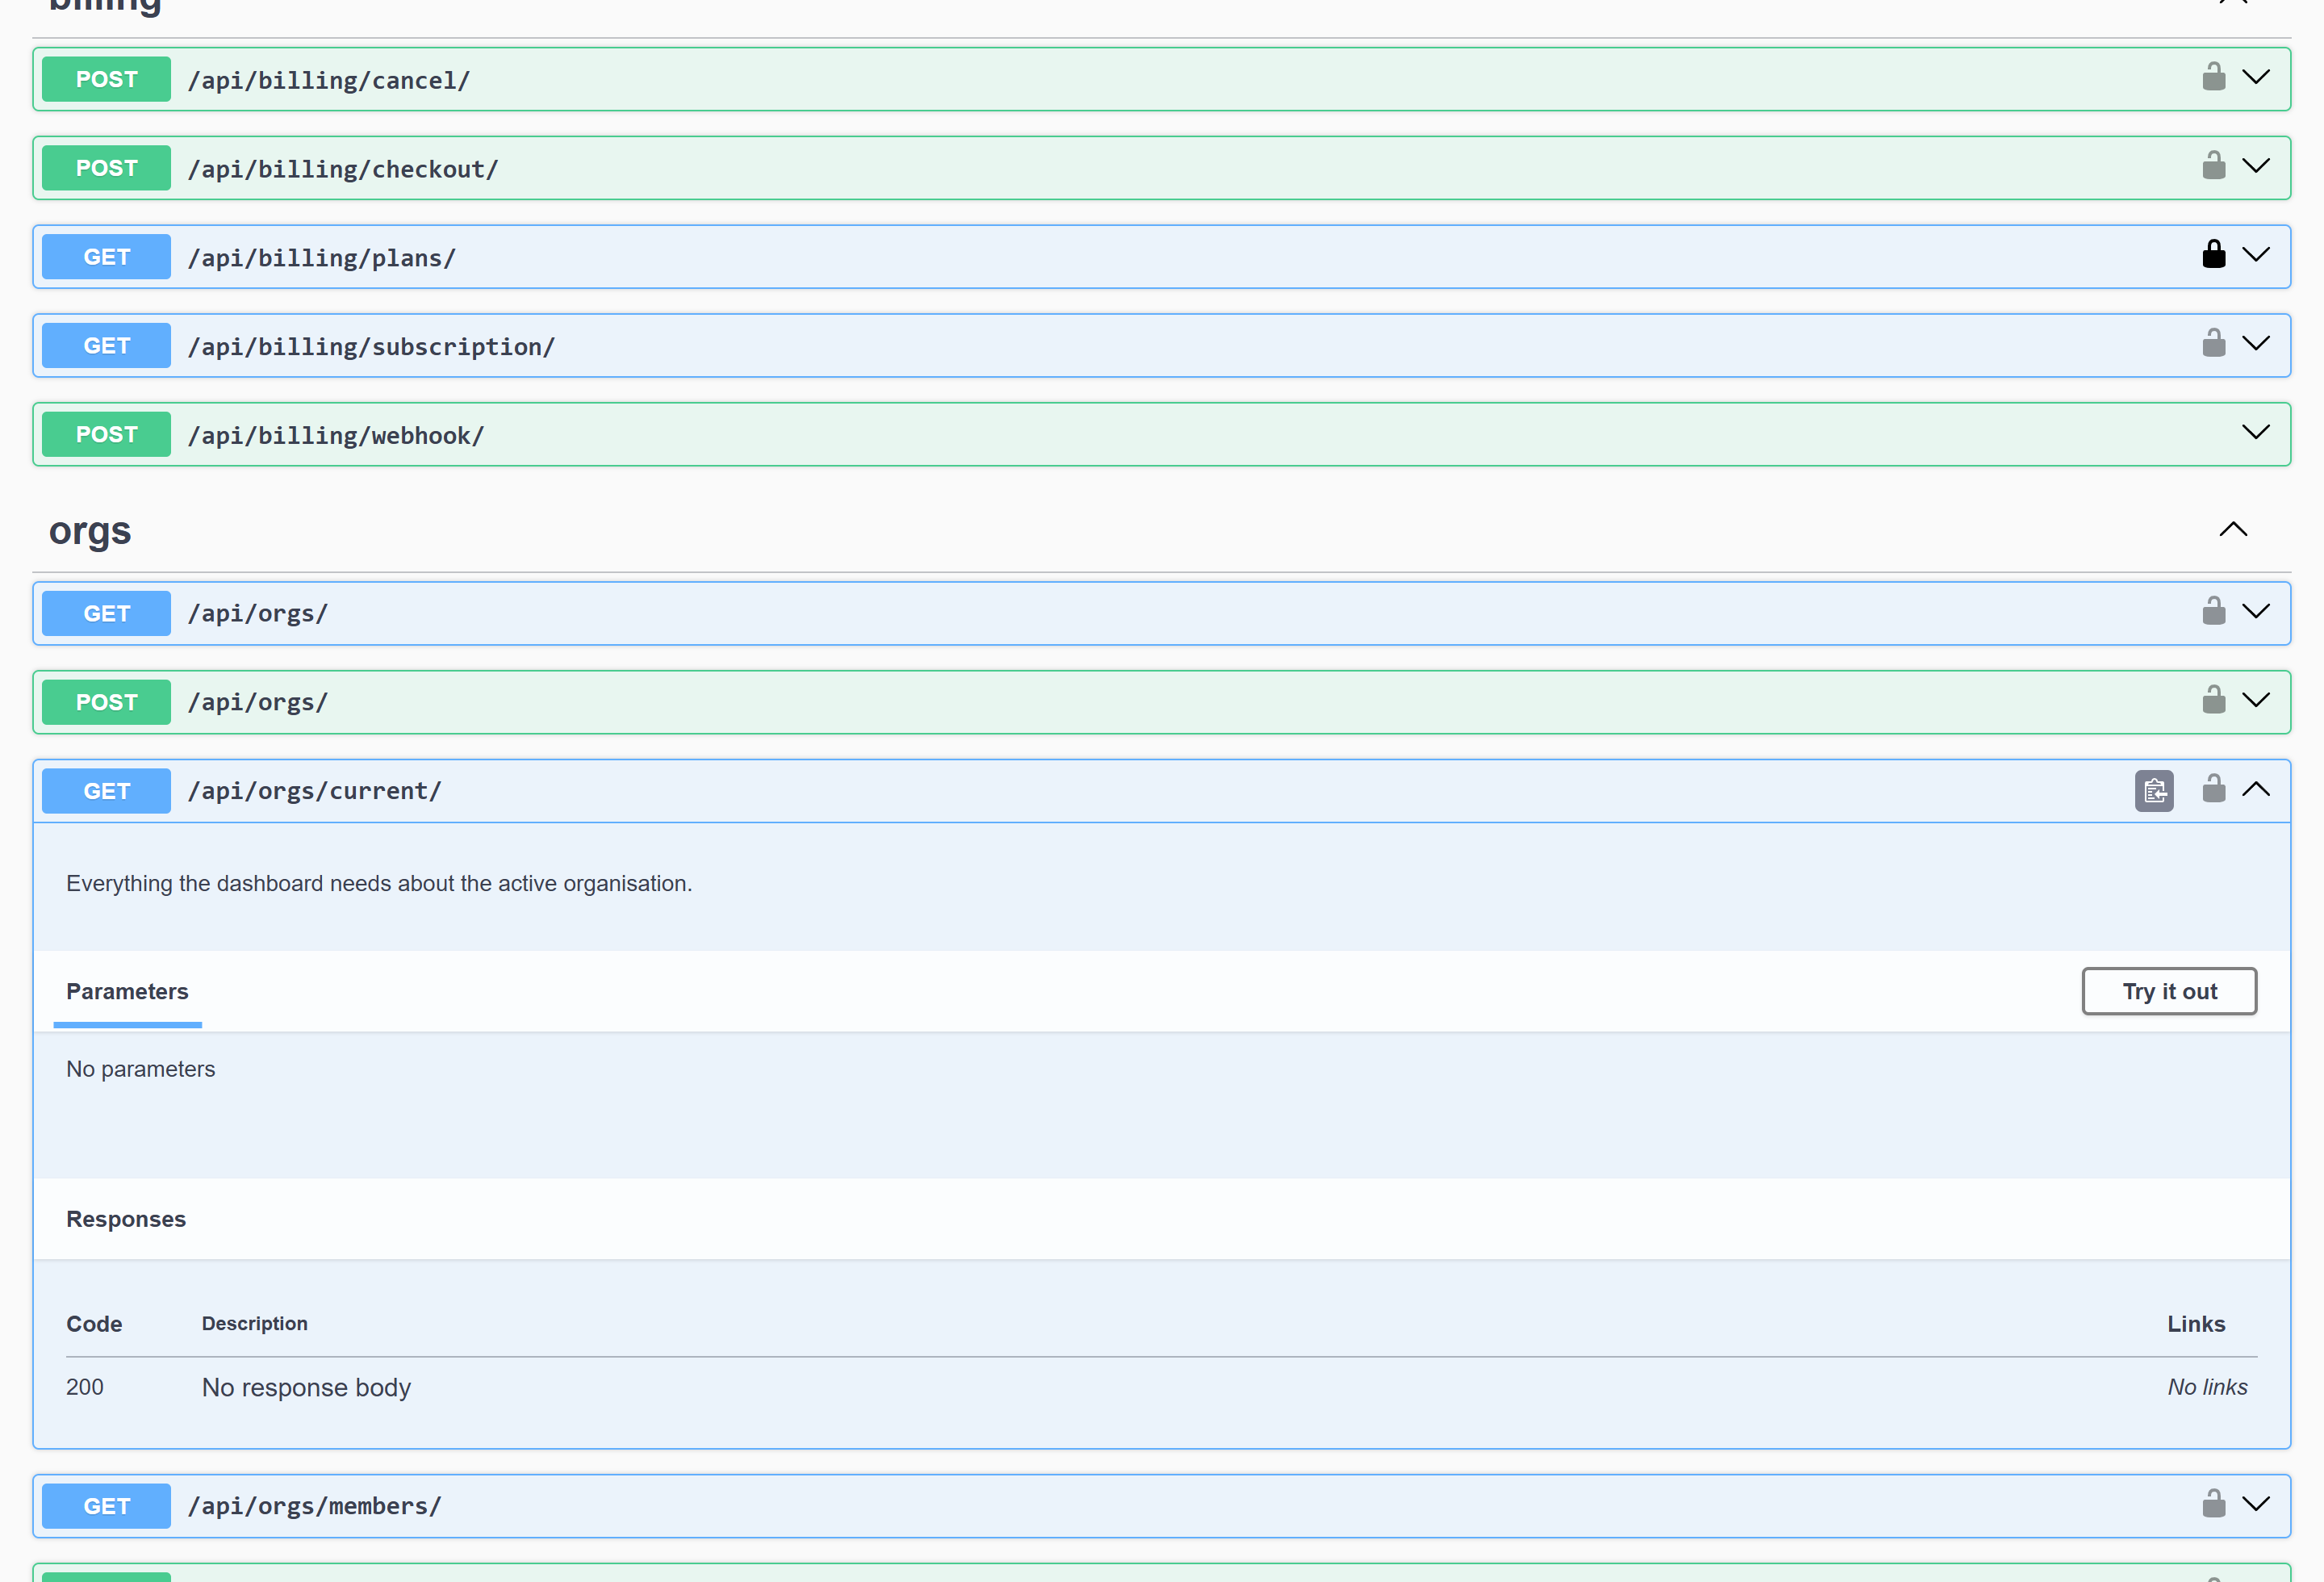 billing
POST /api/billing/cancel/
POST /api/billing/checkout/
GET /api/billing/plans/
GET /api/billing/subscription/
POST /api/billing/webhook/
orgs
GET /api/orgs/
POST /api/orgs/
GET /api/orgs/current/
Everything the dashboard needs about the active organisation.
Parameters Try it out
No parameters
Responses
Code Description Links
200 No response body No links
GET /api/orgs/members/